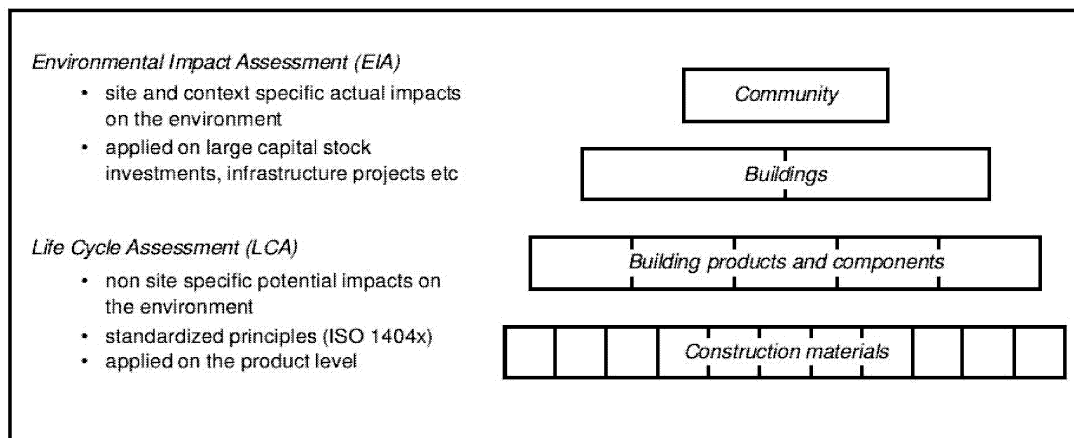 Environmental Impact Assessment (EIA)
• site and context specific actual impacts
on the environment
• applied on large capital stock
investments, infrastructure projects etc
Life Cycle Assessment (LCA)
• non site specific potential impacts on
the environment
• standardized principles (ISO 1404x)
• applied on the product level
Community
Buildings
Building products and components
Construction materials